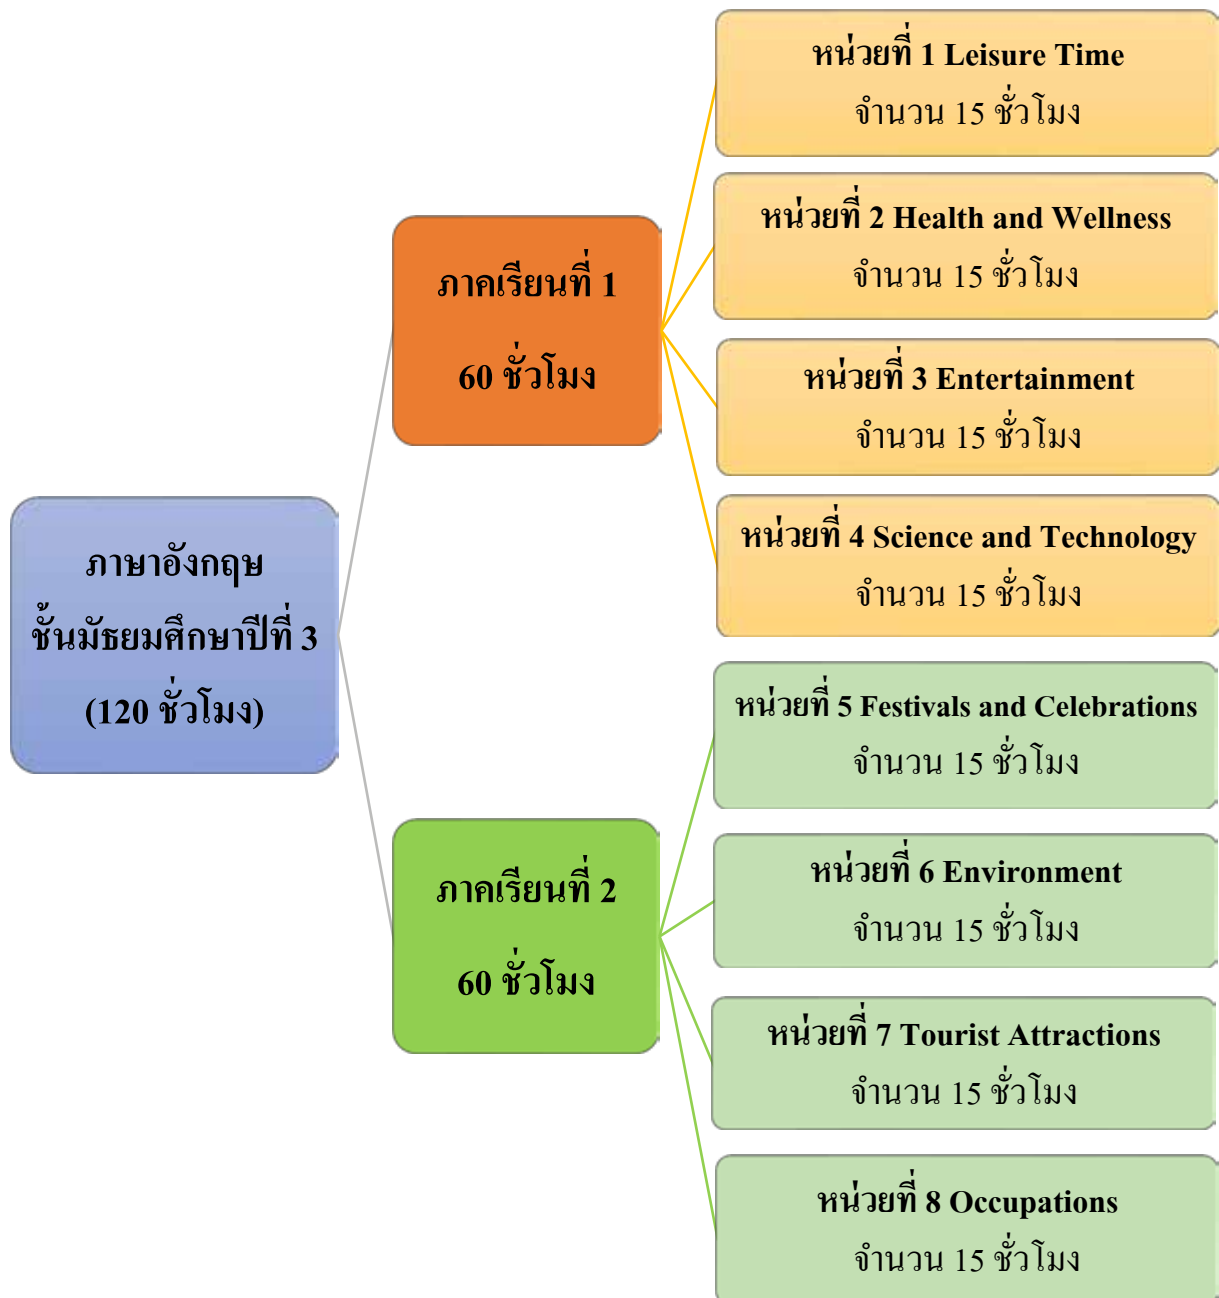 ภาษาอังกฤษ
ชั้นมัธยมศึกษาปีที่ 3
(120 ชั่วโมง)
ภาคเรียนที่ 1
60 ชั่วโมง
หน่วยที่ 1 Leisure Time
จำนวน 15 ชั่วโมง
หน่วยที่ 2 Health and Wellness
จำนวน 15 ชั่วโมง
หน่วยที่ 3 Entertainment
จำนวน 15 ชั่วโมง
หน่วยที่ 4 Science and Technology
จำนวน 15 ชั่วโมง
ภาคเรียนที่ 2
60 ชั่วโมง
หน่วยที่ 5 Festivals and Celebrations
จำนวน 15 ชั่วโมง
หน่วยที่ 6 Environment
จำนวน 15 ชั่วโมง
หน่วยที่ 7 Tourist Attractions
จำนวน 15 ชั่วโมง
หน่วยที่ 8 Occupations
จำนวน 15 ชั่วโมง